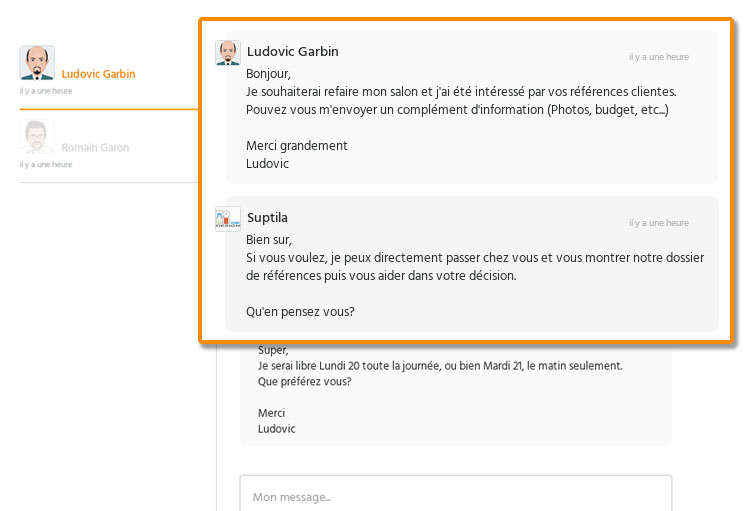 Ludovic Garbin
il y a une heure
Romain Garon
il y a une heure
Ludovic Garbin
il y a une heure
Bonjour,
Je souhaiterai refaire mon salon et j'ai été intéressé par vos références clientes.
Pouvez vous m'envoyer un complément d'information (Photos, budget, etc...)
Merci grandement
Ludovic
Suptila
il y a une heure
Bien sur,
Si vous voulez, je peux directement passer chez vous et vous montrer notre dossier
de références puis vous aider dans votre décision.
Qu'en pensez vous?
Super,
Je serai libre Lundi 20 toute la journée, ou bien Mardi 21, le matin seulement.
Que préférez vous?
Merci
Ludovic
Mon message...